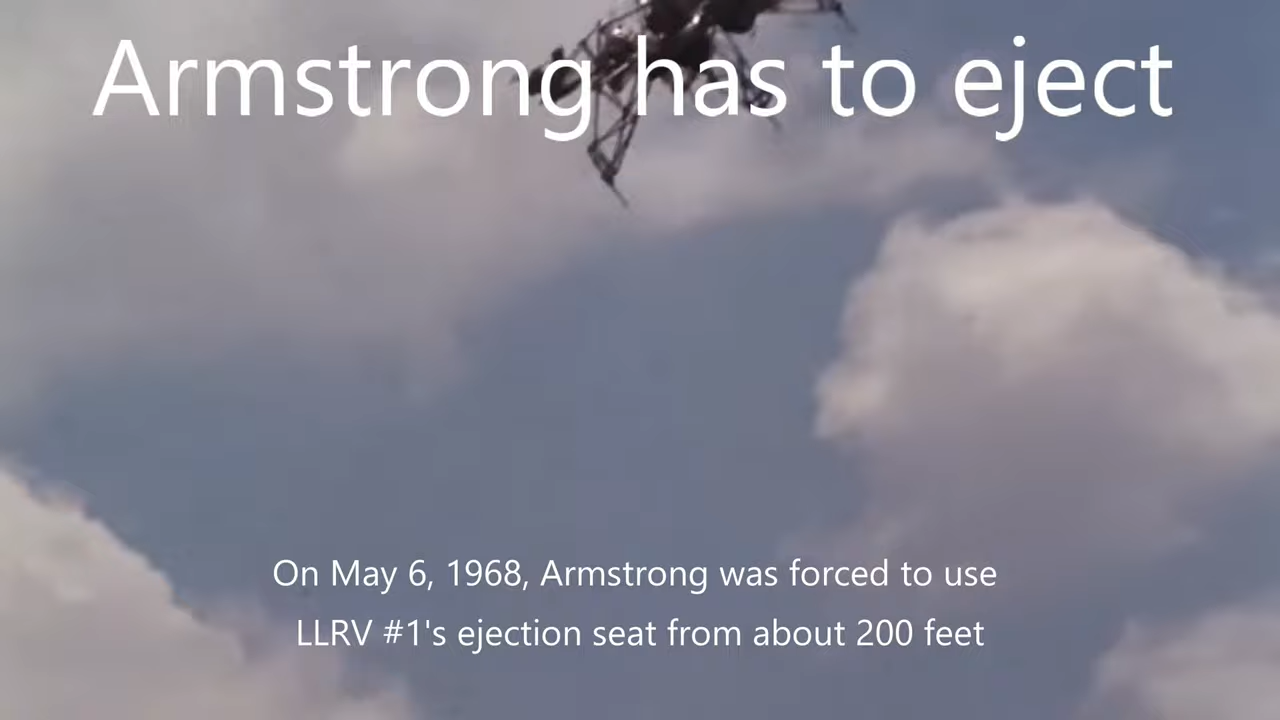 Armstrong has to eject
On May 6, 1968, Armstrong was forced to use
LLRV #1's ejection seat from about 200 feet